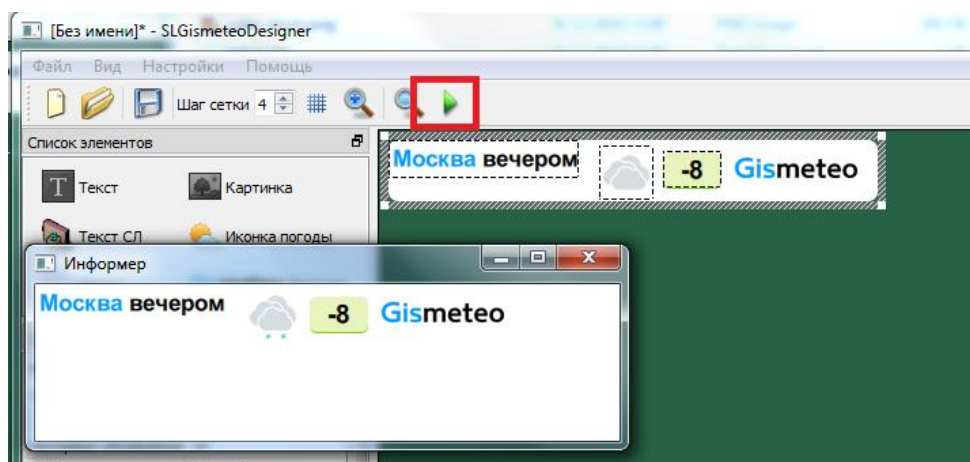 [Без имени]* - SLGismeteoDesigner
Файл Вид Настройки Помощь
Шаг сетки 4
Список элементов
T Текст Картинка
Текст СЛ Иконка погоды
Москва вечером -8 Gismeteo
Информер
Москва вечером -8 Gismeteo